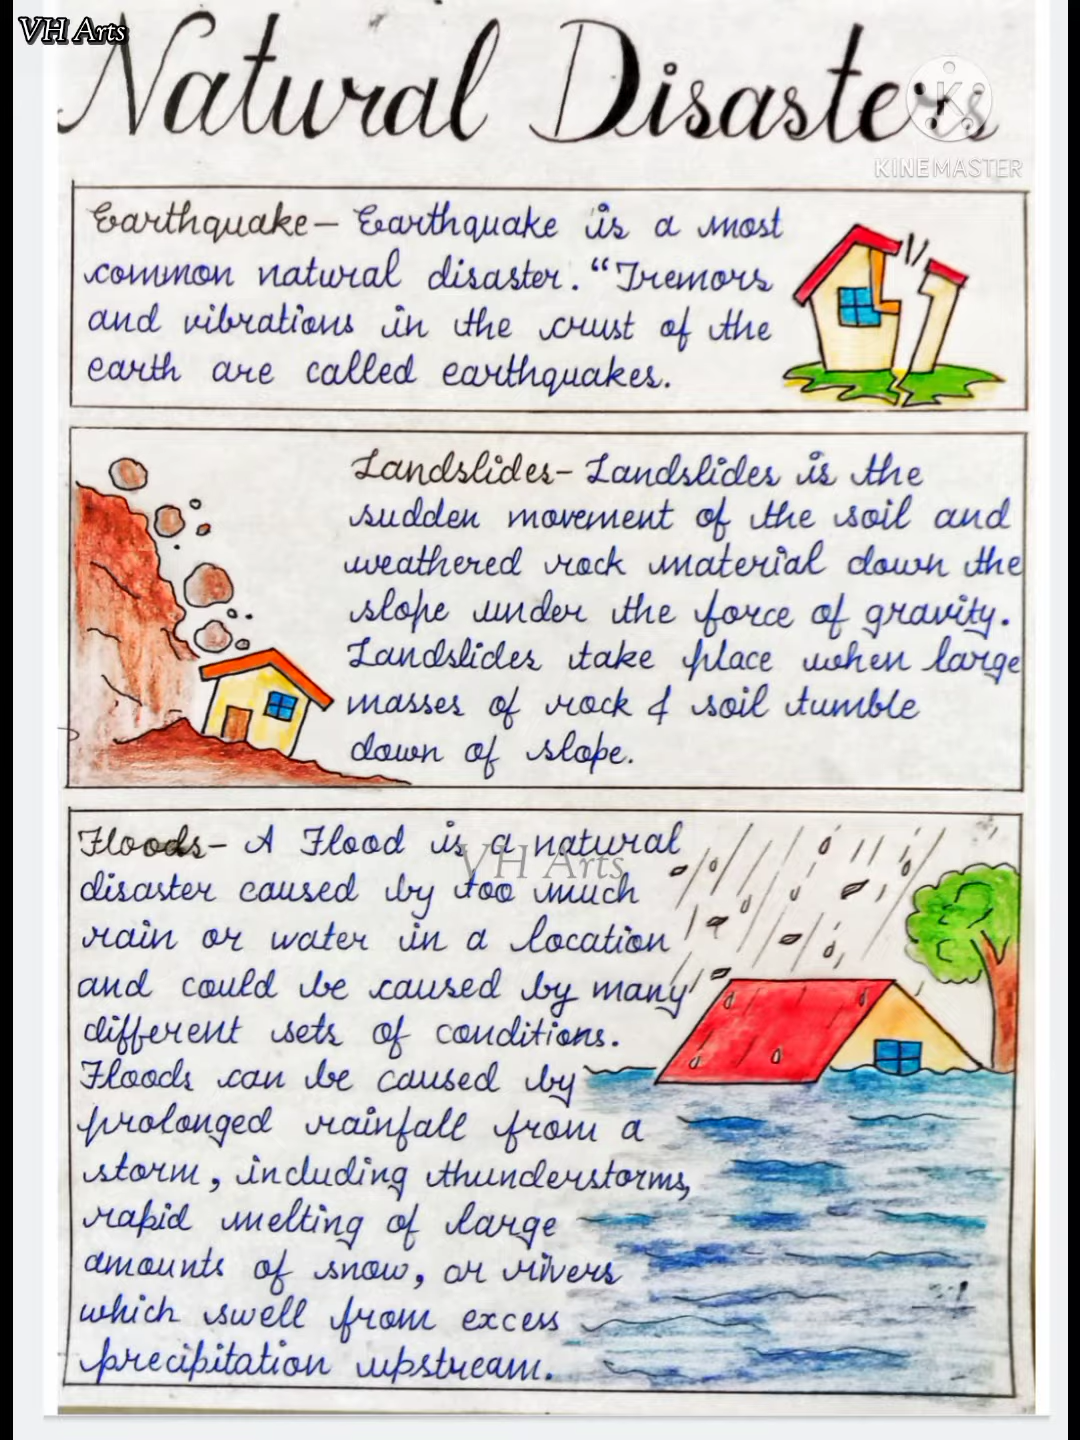 VH Arts
Natural Disasters
KINEMASTER
Earthquake - Earthquake is a most
common natural disaster. "Tremors
and vibrations in the crust of the
earth are called earthquakes.
Landslides - Landslides is the
sudden movement of the soil and
weathered rock material down the
slope under the force of gravity.
Landslides take place when large
masses of rock & soil tumble
down of slope.
Floods - A Flood is a natural
VH Arts
disaster caused by too much
rain or water in a location
and could be caused by many
different sets of conditions.
Floods can be caused by
prolonged rainfall from a
storm, including thunderstorms,
rapid melting of large
amounts of snow, or rivers
which swell from excess
precipitation upstream.